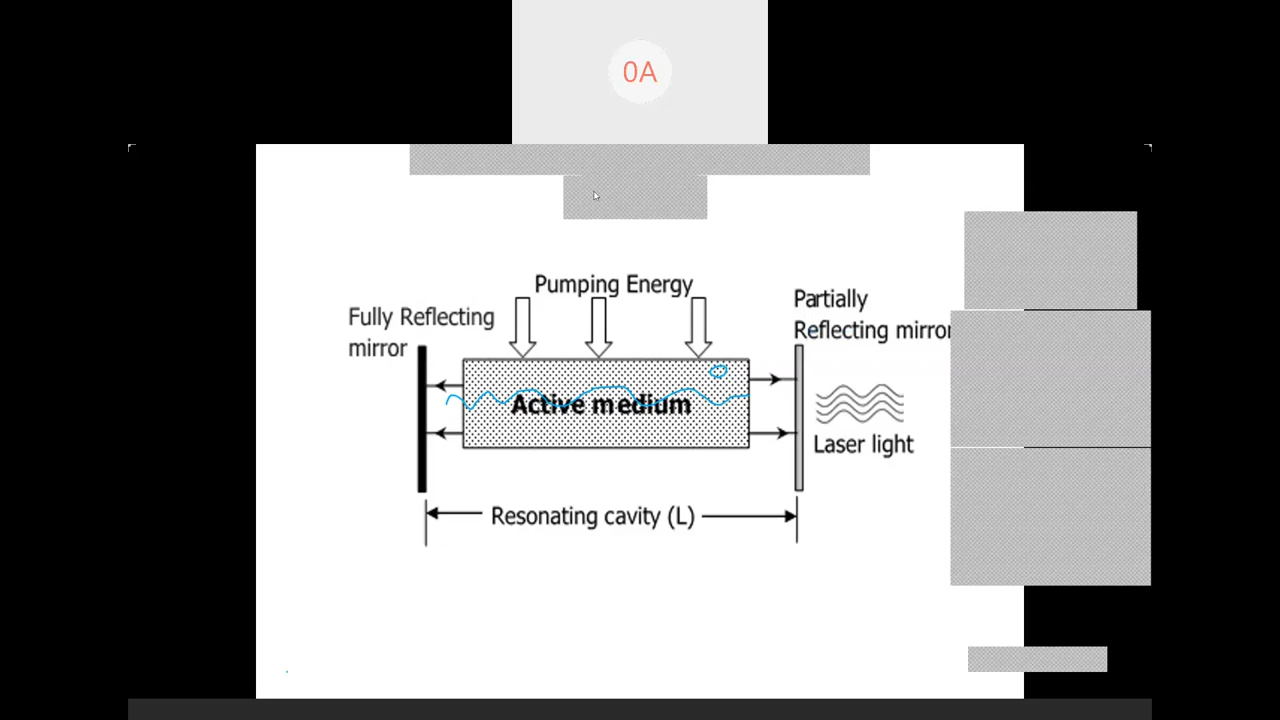 0A
Pumping Energy
Fully Reflecting
mirror
Partially
Reflecting mirror
Active medium
Laser light
Resonating cavity (L)